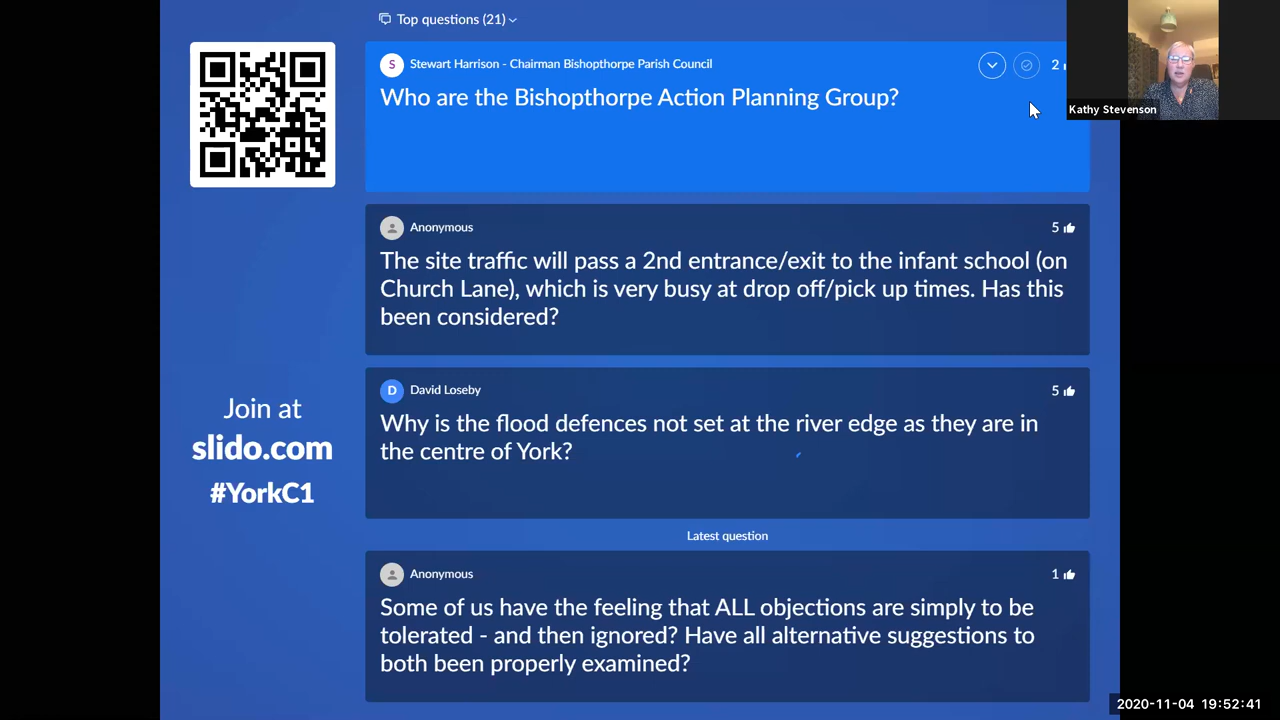 Top questions (21)
S Stewart Harrison - Chairman Bishopthorpe Parish Council 2
Who are the Bishopthorpe Action Planning Group?
Kathy Stevenson
Anonymous 5
The site traffic will pass a 2nd entrance/exit to the infant school (on
Church Lane), which is very busy at drop off/pick up times. Has this
been considered?
D David Loseby 5
Why is the flood defences not set at the river edge as they are in
the centre of York?
Join at
slido.com
#YorkC1
Latest question
Anonymous 1
Some of us have the feeling that ALL objections are simply to be
tolerated - and then ignored? Have all alternative suggestions to
both been properly examined?
2020-11-04 19:52:41